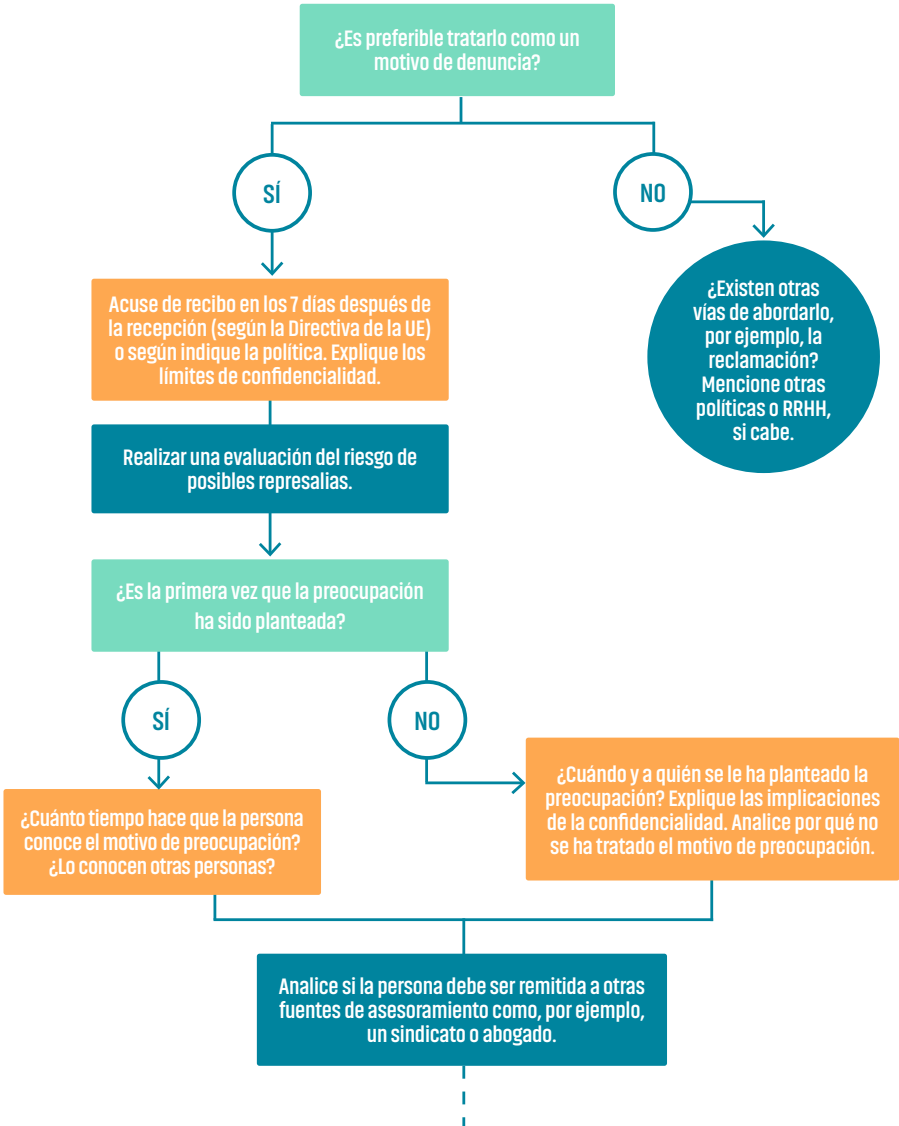 ¿Es preferible tratarlo como un
motivo de denuncia?
SÍ
NO
Acuse de recibo en los 7 días después de
la recepción (según la Directiva de la UE)
o según indique la política. Explique los
límites de confidencialidad.
¿Existen otras
vías de abordarlo,
por ejemplo, la
reclamación?
Mencione otras
políticas o RRHH,
si cabe.
Realizar una evaluación del riesgo de
posibles represalias.
¿Es la primera vez que la preocupación
ha sido planteada?
SÍ
NO
¿Cuánto tiempo hace que la persona
conoce el motivo de preocupación?
¿Lo conocen otras personas?
¿Cuándo y a quién se le ha planteado la
preocupación? Explique las implicaciones
de la confidencialidad. Analice por qué no
se ha tratado el motivo de preocupación.
Analice si la persona debe ser remitida a otras
fuentes de asesoramiento como, por ejemplo,
un sindicato o abogado.